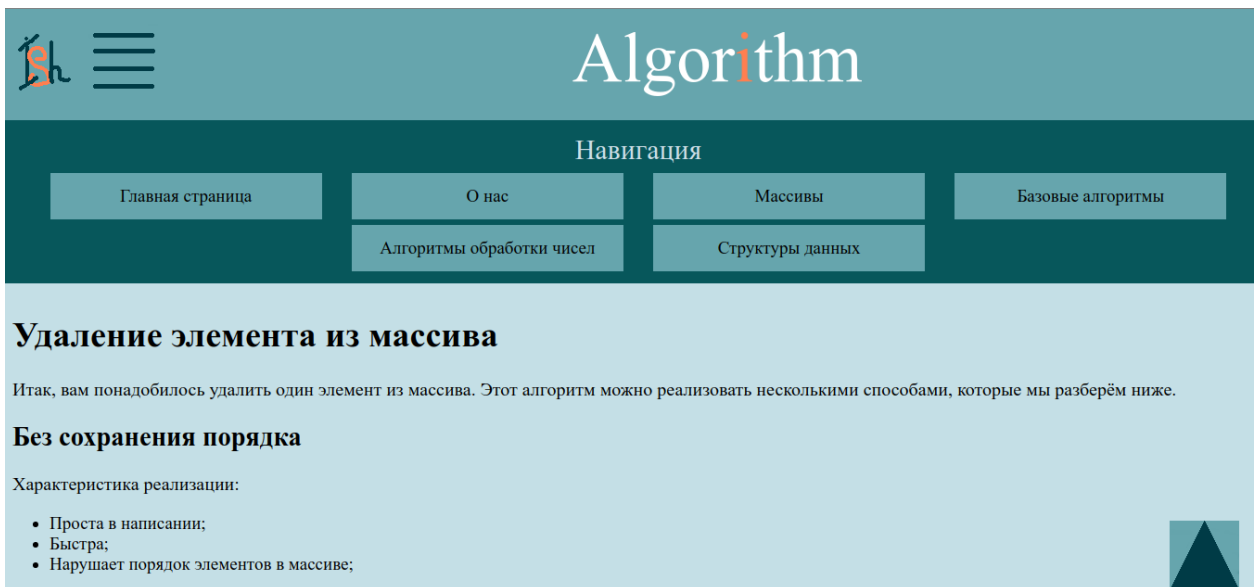 Algorithm
Навигация
Главная страница
О нас
Массивы
Базовые алгоритмы
Алгоритмы обработки чисел
Структуры данных
Удаление элемента из массива
Итак, вам понадобилось удалить один элемент из массива. Этот алгоритм можно реализовать несколькими способами, которые мы разберём ниже.
Без сохранения порядка
Характеристика реализации:
Проста в написании;
Быстра;
Нарушает порядок элементов в массиве;